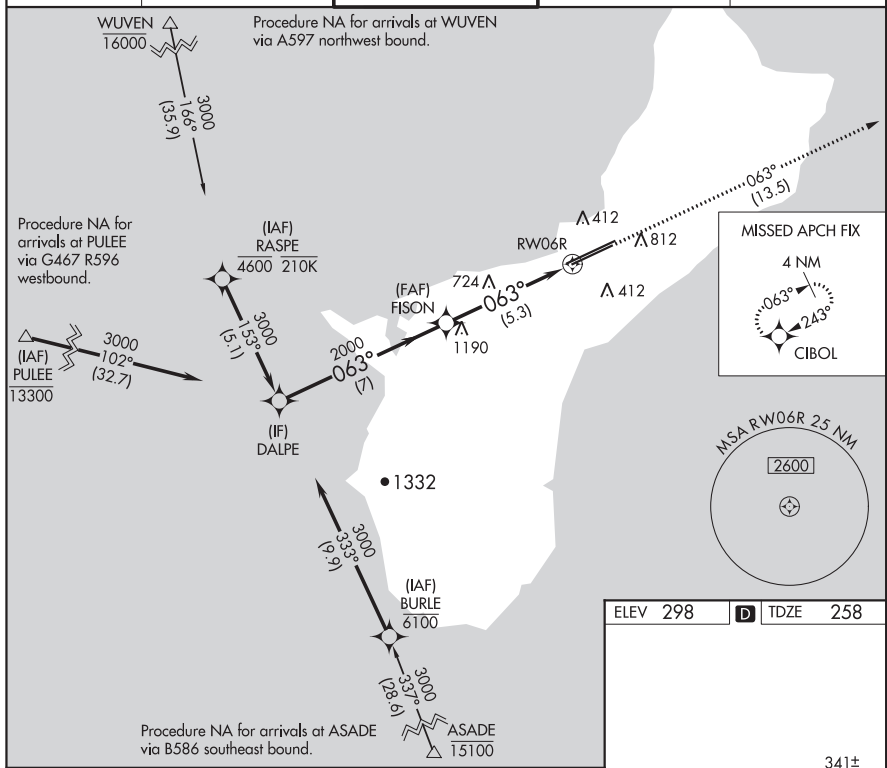 WUVEN
16000
Procedure NA for arrivals at WUVEN
via A597 northwest bound.
3000
166°
(35.9)
Procedure NA for
arrivals at PULEE
via G467 R596
westbound.
(IAF)
RASPE
4600 210K
3000
153°
(5.1)
(IAF)
PULEE
13300
3000
102°
(32.7)
(IF)
DALPE
2000
063°
(7)
(FAF)
FISON
724
1190
063°
(5.3)
RW06R
412
812
412
063°
(13.5)
MISSED APCH FIX
4 NM
063°
243°
CIBOL
1332
MSA RW06R 25 NM
2600
3000
333°
(9.9)
(IAF)
BURLE
6100
3000
337°
(28.6)
Procedure NA for arrivals at ASADE
via B586 southeast bound.
ASADE
15100
ELEV 298 D TDZE 258
341±